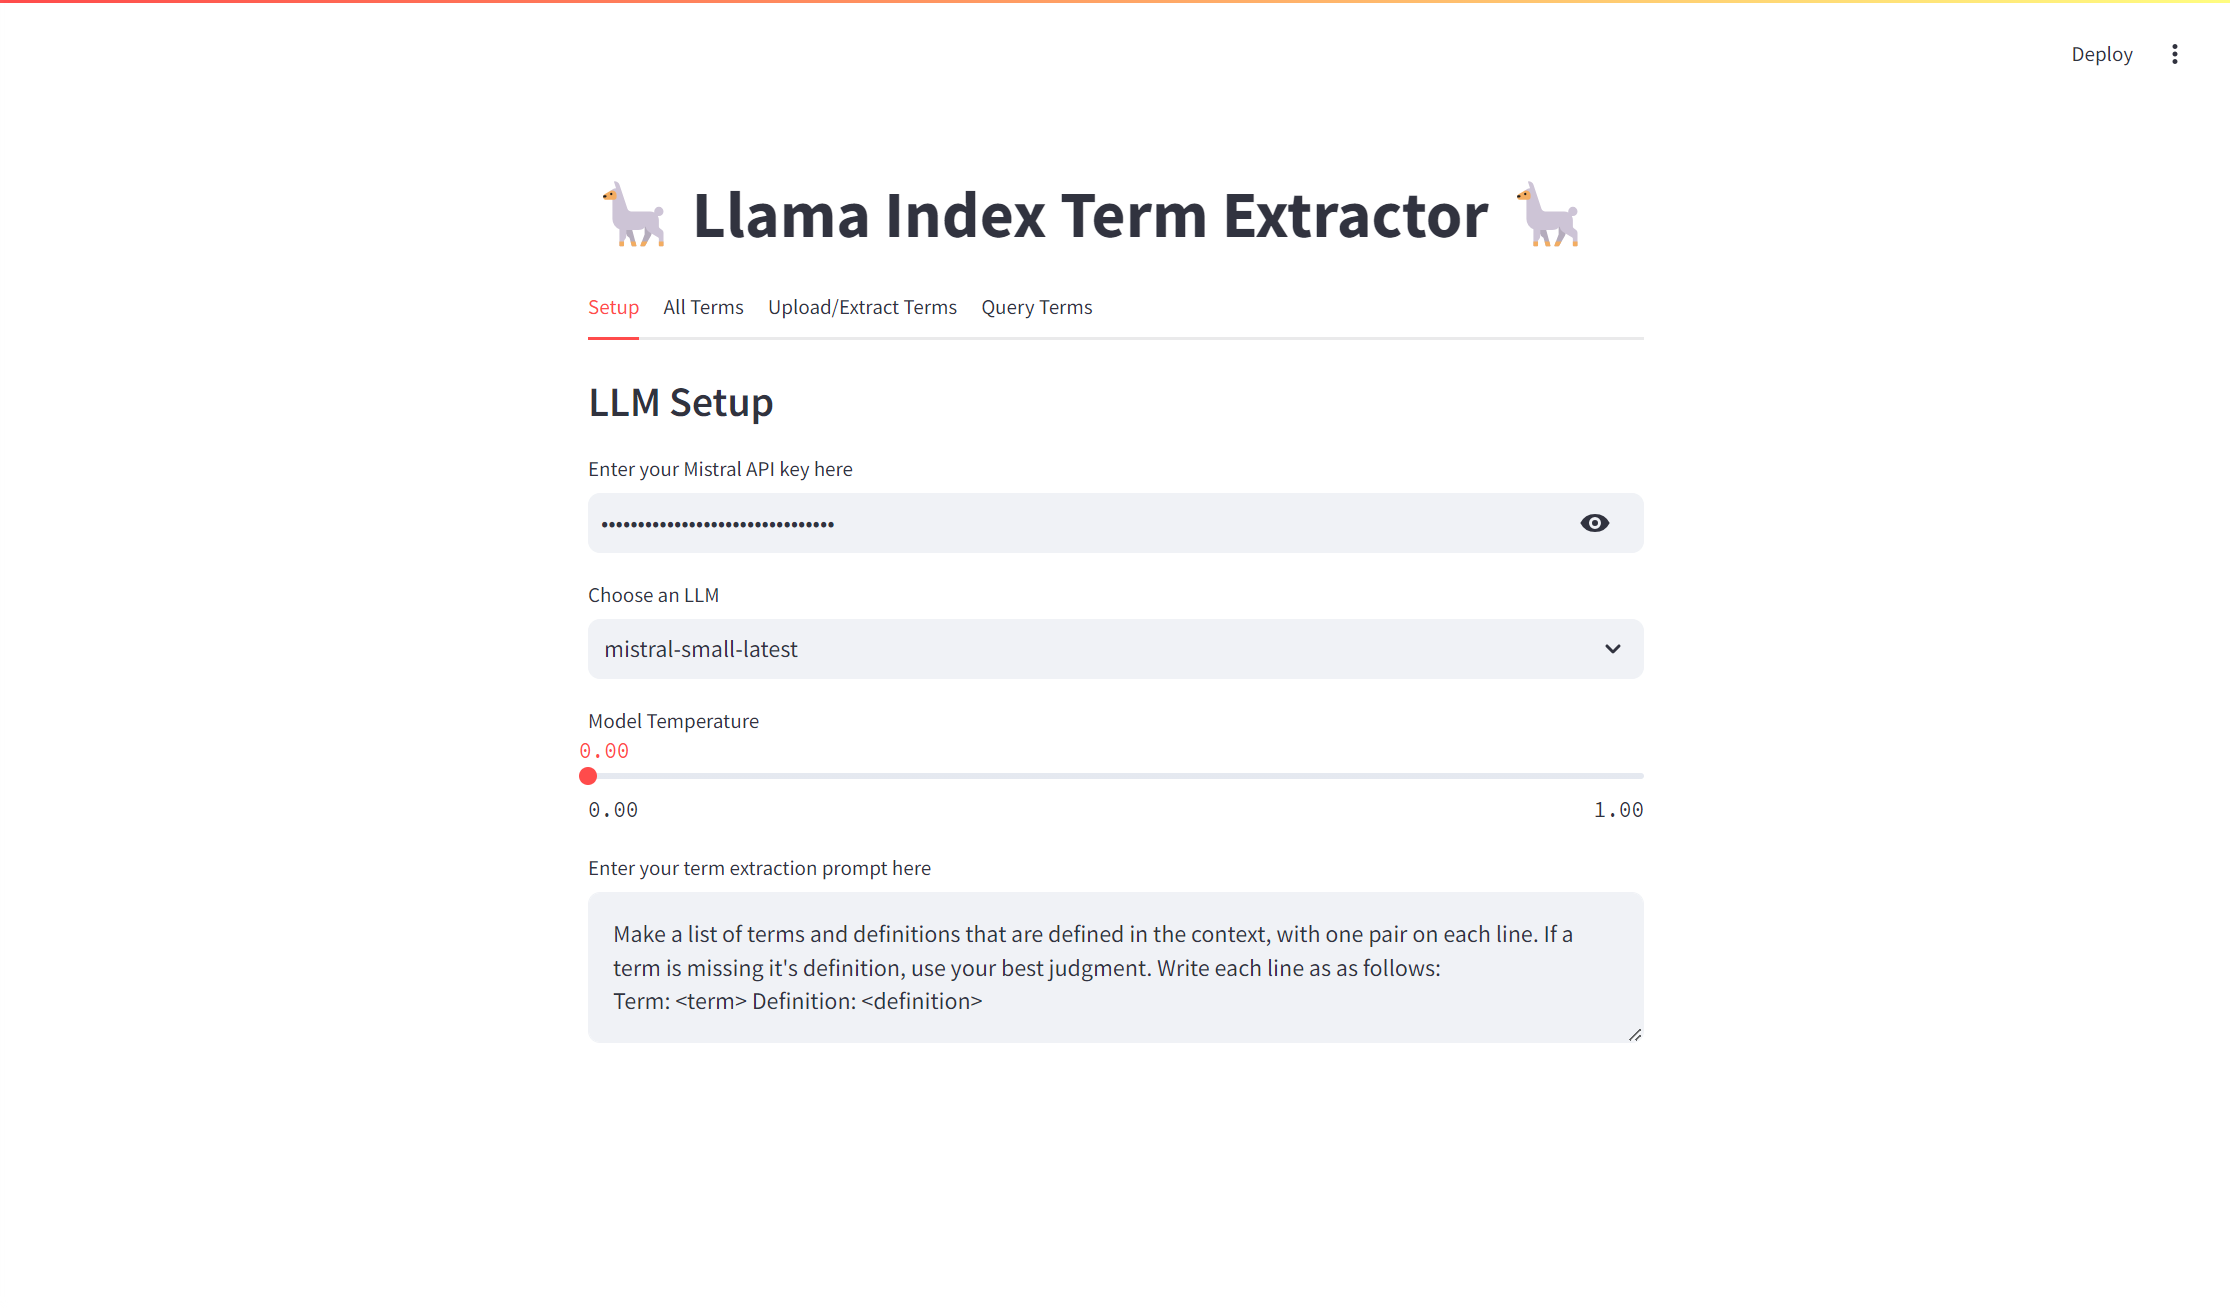 Deploy
Llama Index Term Extractor
Setup All Terms Upload/Extract Terms Query Terms
LLM Setup
Enter your Mistral API key here
••••••••••••••••••••••••••••••••
Choose an LLM
mistral-small-latest
Model Temperature
0.00
0.00 1.00
Enter your term extraction prompt here
Make a list of terms and definitions that are defined in the context, with one pair on each line. If a
term is missing it's definition, use your best judgment. Write each line as as follows:
Term: <term> Definition: <definition>